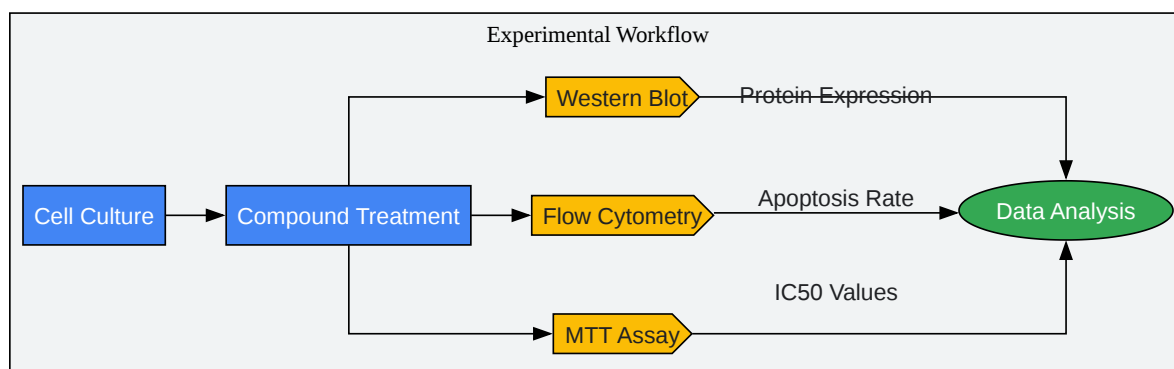 Experimental Workflow
Western Blot
Protein Expression
Cell Culture
Compound Treatment
Flow Cytometry
Apoptosis Rate
Data Analysis
IC50 Values
MTT Assay